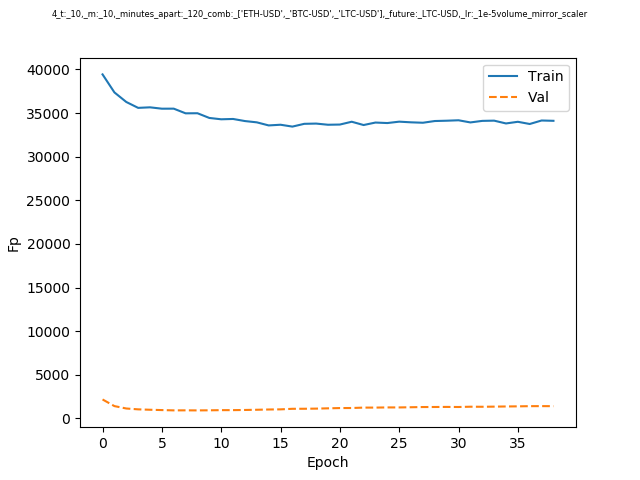 4_t:_10,_m:_10,_minutes_apart:_120_comb:_['ETH-USD',_'BTC-USD',_'LTC-USD'],_future:_LTC-USD,_lr:_1e-5volume_mirror_scaler
Train
Val
40000
35000
30000
25000
20000
15000
10000
5000
0
Fp
0 5 10 15 20 25 30 35
Epoch